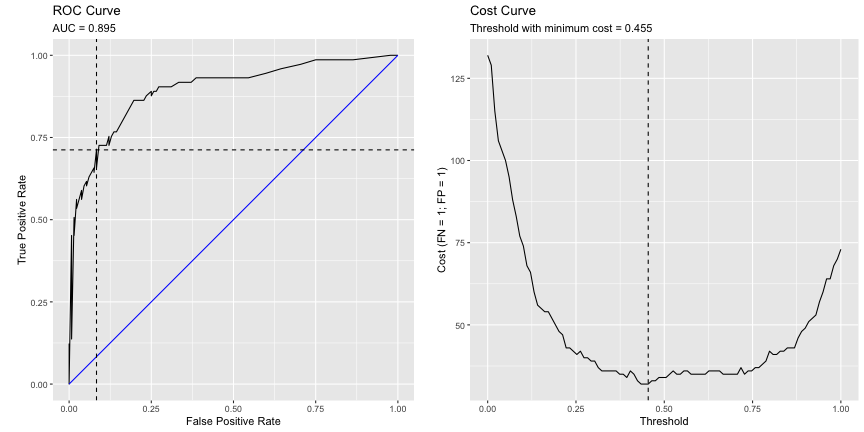 ROC Curve
AUC = 0.895
True Positive Rate
1.00
0.75
0.50
0.25
0.00
0.00 0.25 0.50 0.75 1.00
False Positive Rate
Cost Curve
Threshold with minimum cost = 0.455
Cost (FN = 1; FP = 1)
125
100
75
50
0.00 0.25 0.50 0.75 1.00
Threshold